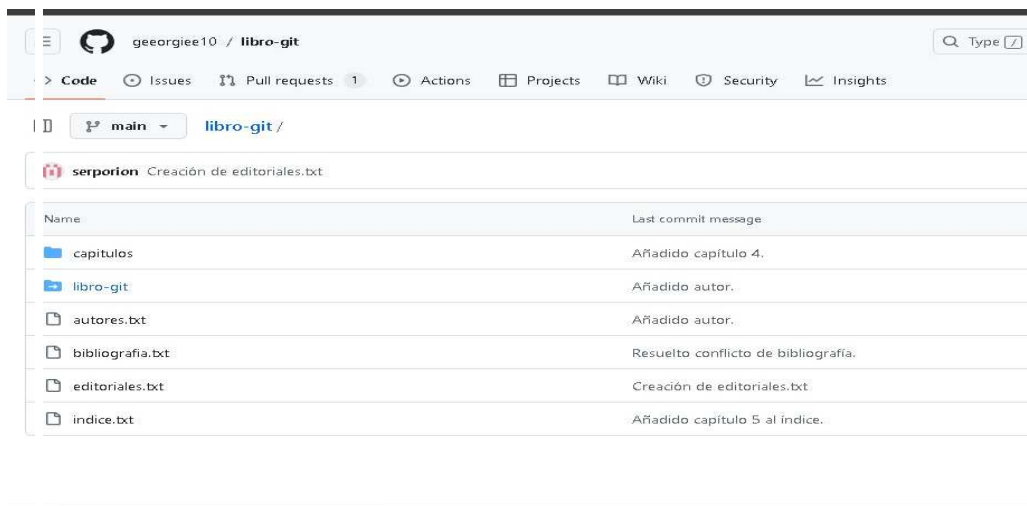 geeorgiee10 / libro-git
Type /
Code Issues Pull requests 1 Actions Projects Wiki Security Insights
main libro-git /
serporion Creación de editoriales.txt
Name Last commit message
capitulos Añadido capítulo 4.
libro-git Añadido autor.
autores.txt Añadido autor.
bibliografia.txt Resuelto conflicto de bibliografía.
editoriales.txt Creación de editoriales.txt
indice.txt Añadido capítulo 5 al índice.